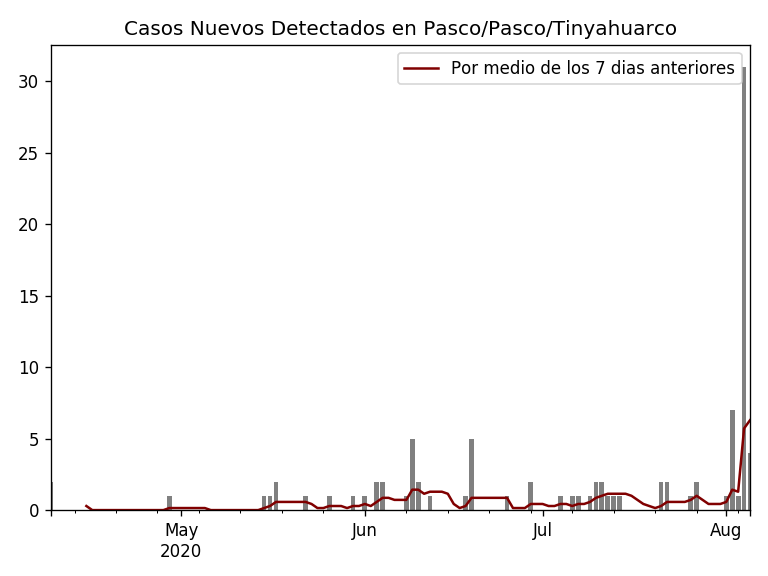 Casos Nuevos Detectados en Pasco/Pasco/Tinyahuarco
Por medio de los 7 dias anteriores
30
25
20
15
10
5
0
May Jun Jul Aug
2020